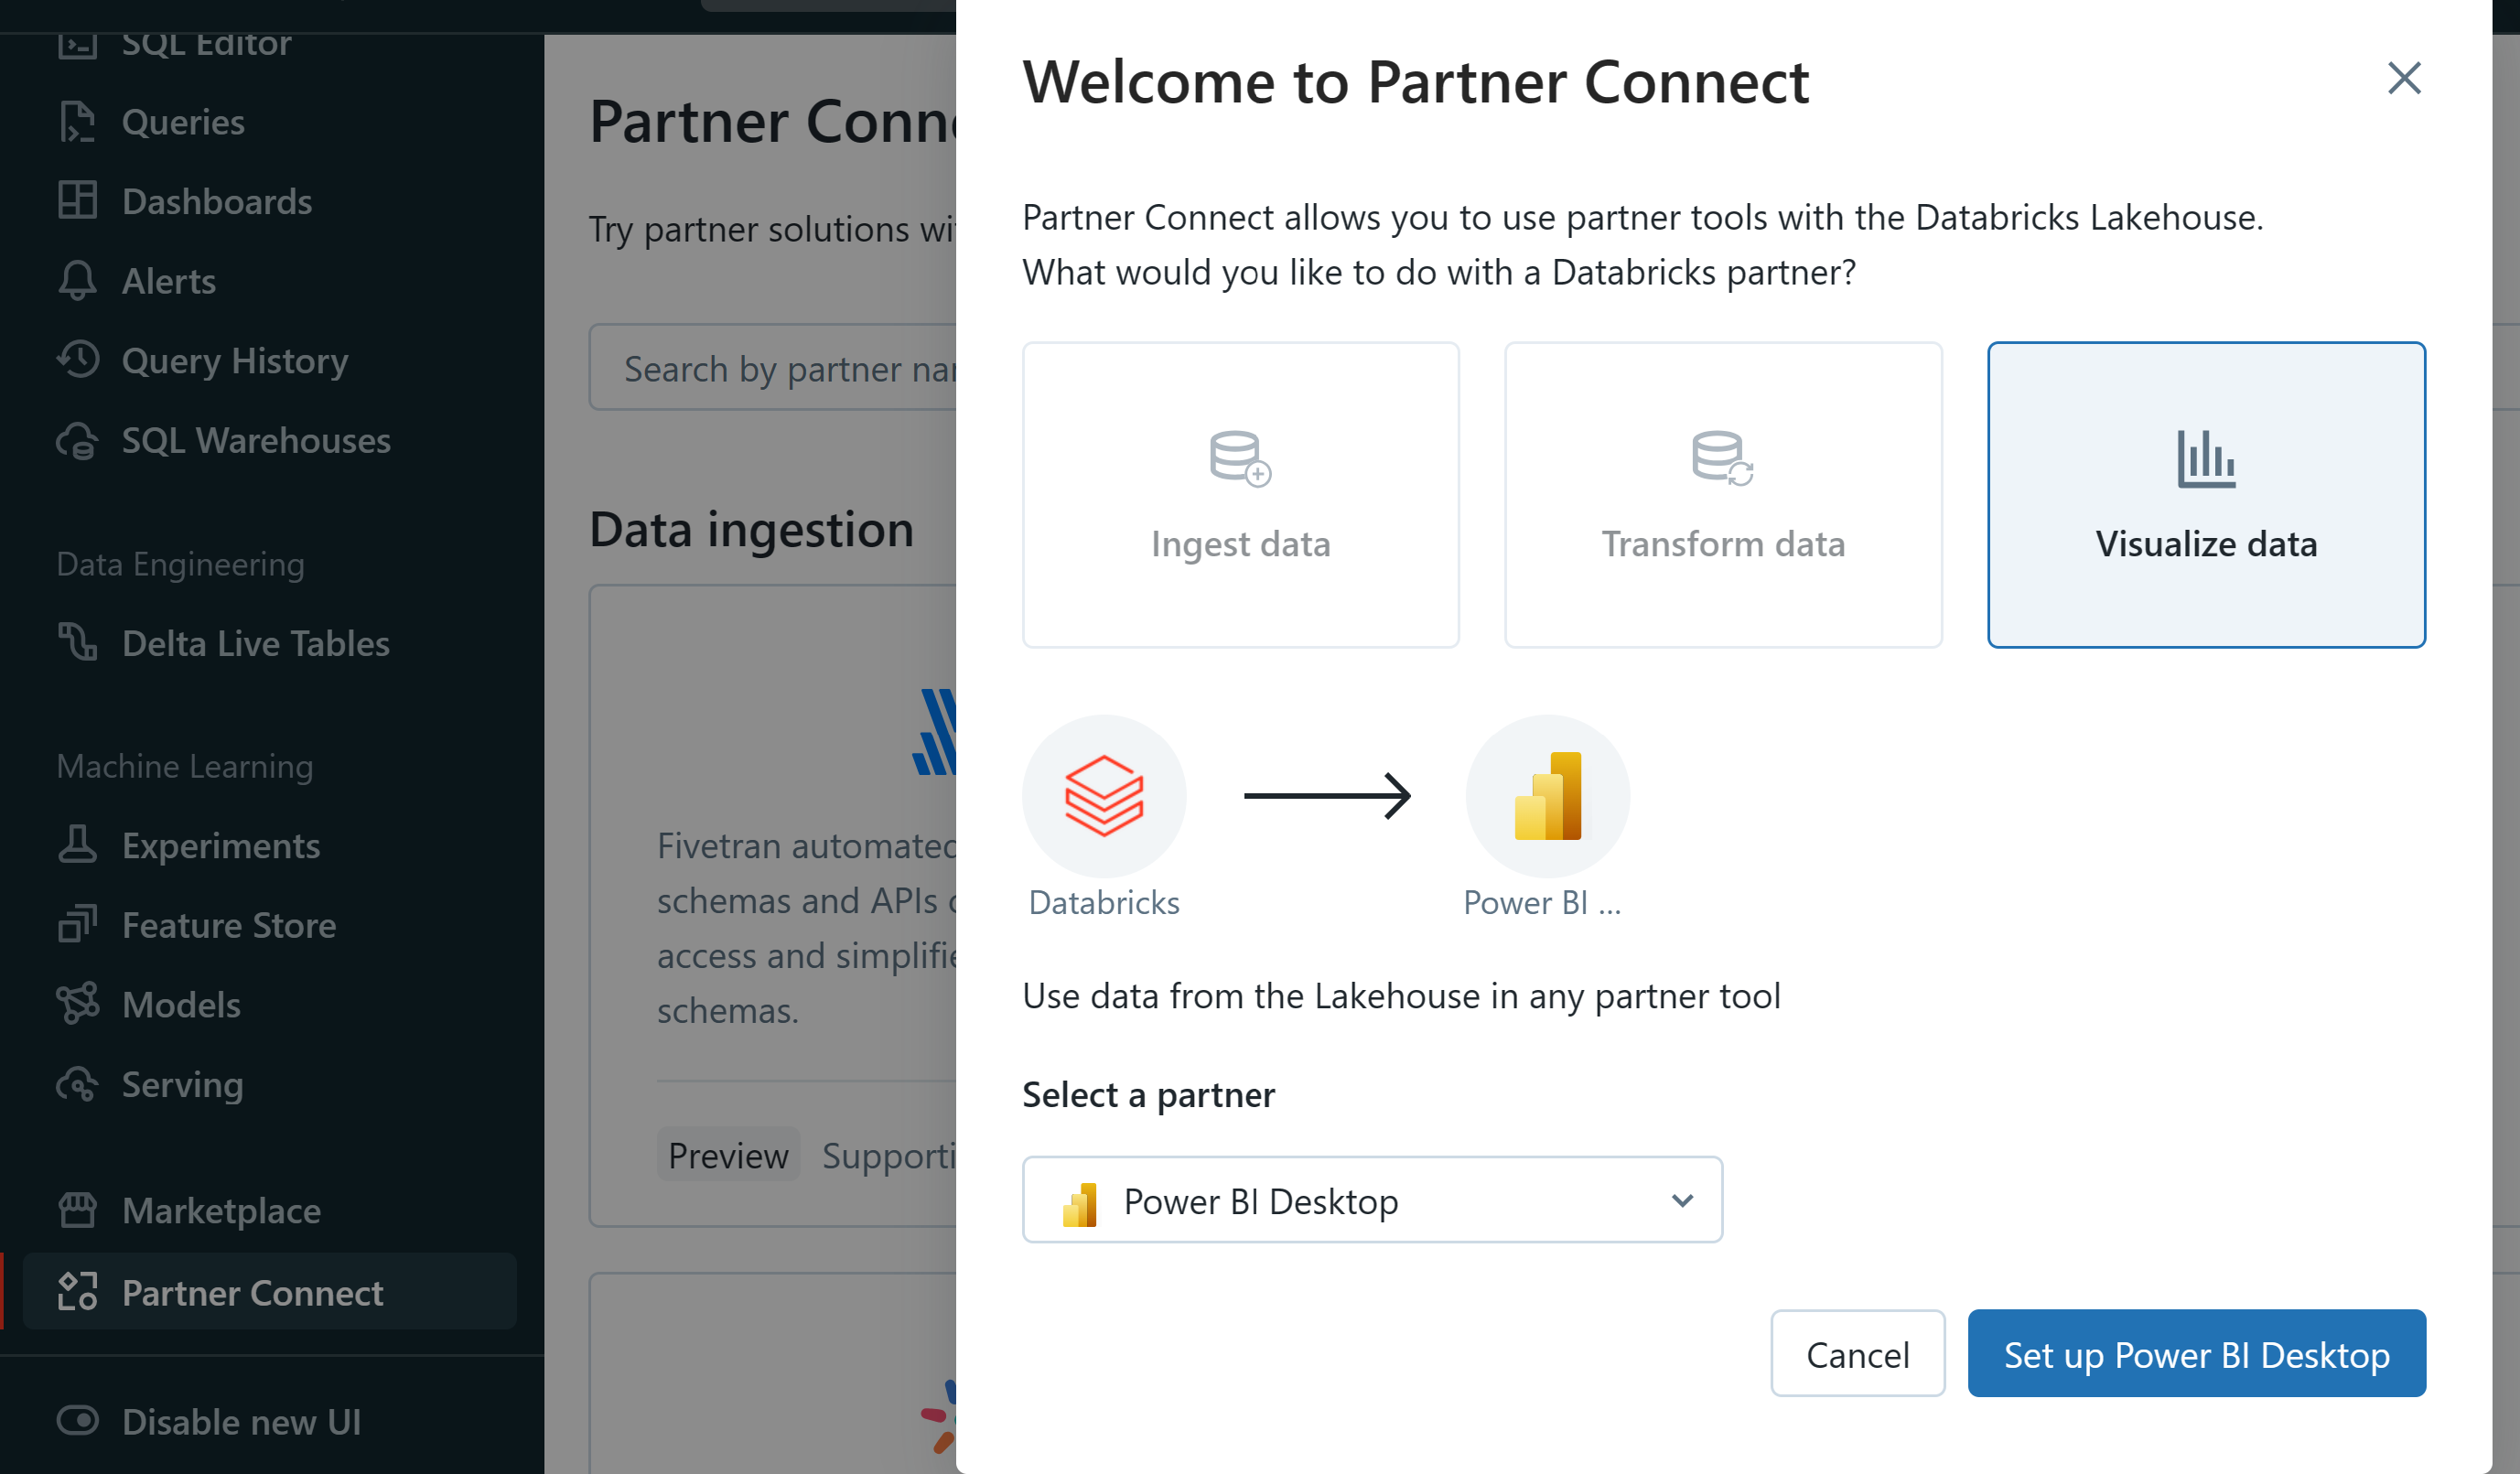 SQL Editor
Queries
Dashboards
Alerts
Query History
SQL Warehouses
Data Engineering
Delta Live Tables
Machine Learning
Experiments
Feature Store
Models
Serving
Marketplace
Partner Connect
Disable new UI
Partner Conne
Try partner solutions wi
Search by partner nar
Data ingestion
Fivetran automated
schemas and APIs c
access and simplifie
schemas.
Preview Supporti
Welcome to Partner Connect
Partner Connect allows you to use partner tools with the Databricks Lakehouse.
What would you like to do with a Databricks partner?
Ingest data
Transform data
Visualize data
Databricks
Power BI ...
Use data from the Lakehouse in any partner tool
Select a partner
Power BI Desktop
Cancel
Set up Power BI Desktop